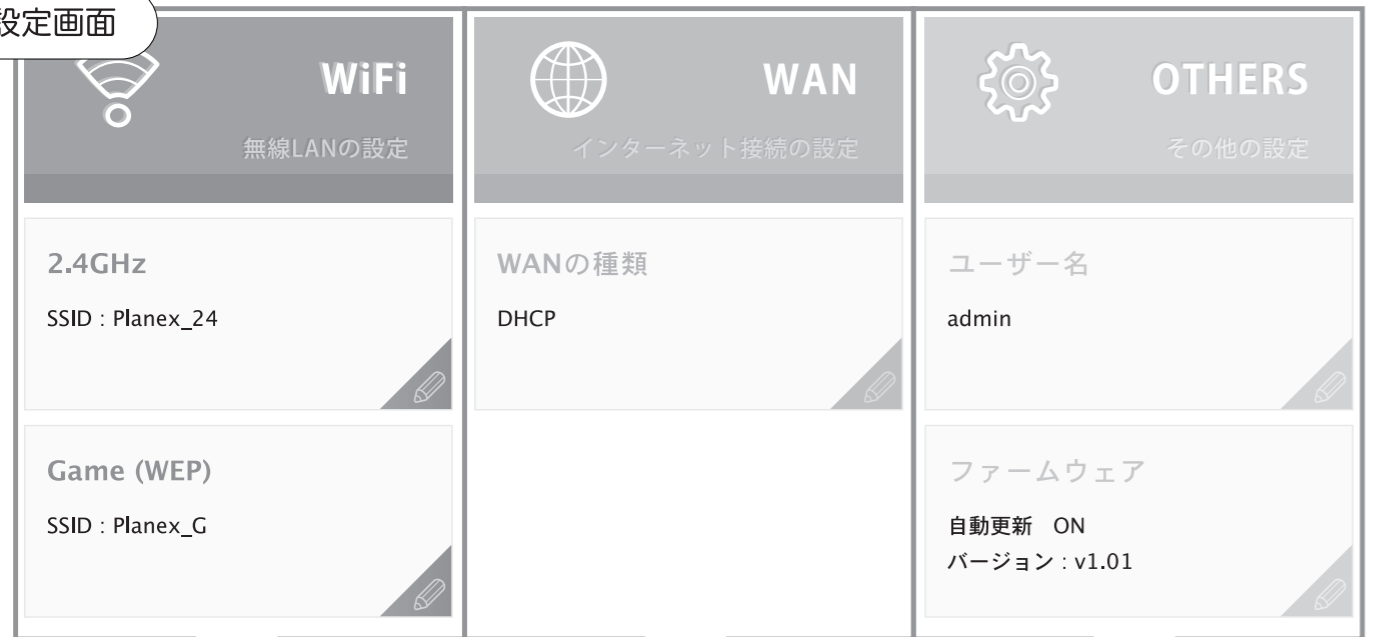 設定画面
WiFi
無線LANの設定
2.4GHz
SSID : Planex_24
Game (WEP)
SSID : Planex_G
WAN
インターネット接続の設定
WANの種類
DHCP
OTHERS
その他の設定
ユーザー名
admin
ファームウェア
自動更新　ON
バージョン : v1.01